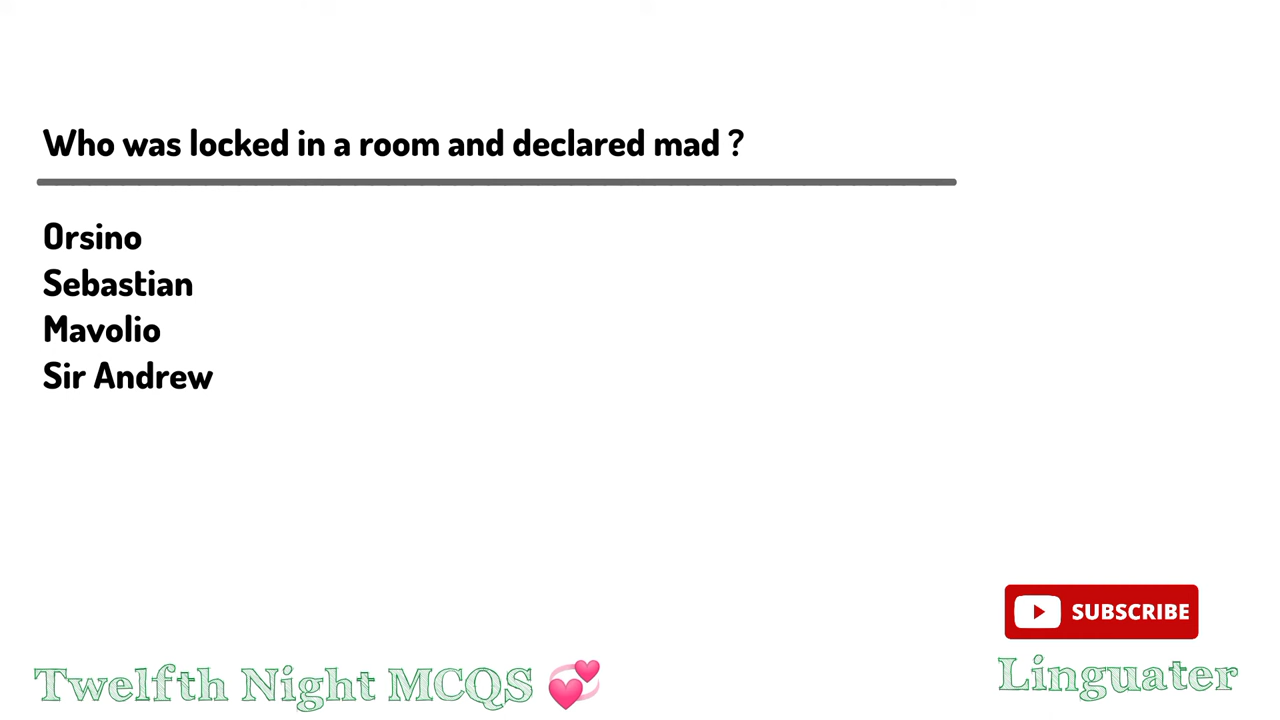 Who was locked in a room and declared mad ?
Orsino
Sebastian
Mavolio
Sir Andrew
SUBSCRIBE
Twelfth Night MCQS 💞
Linguater